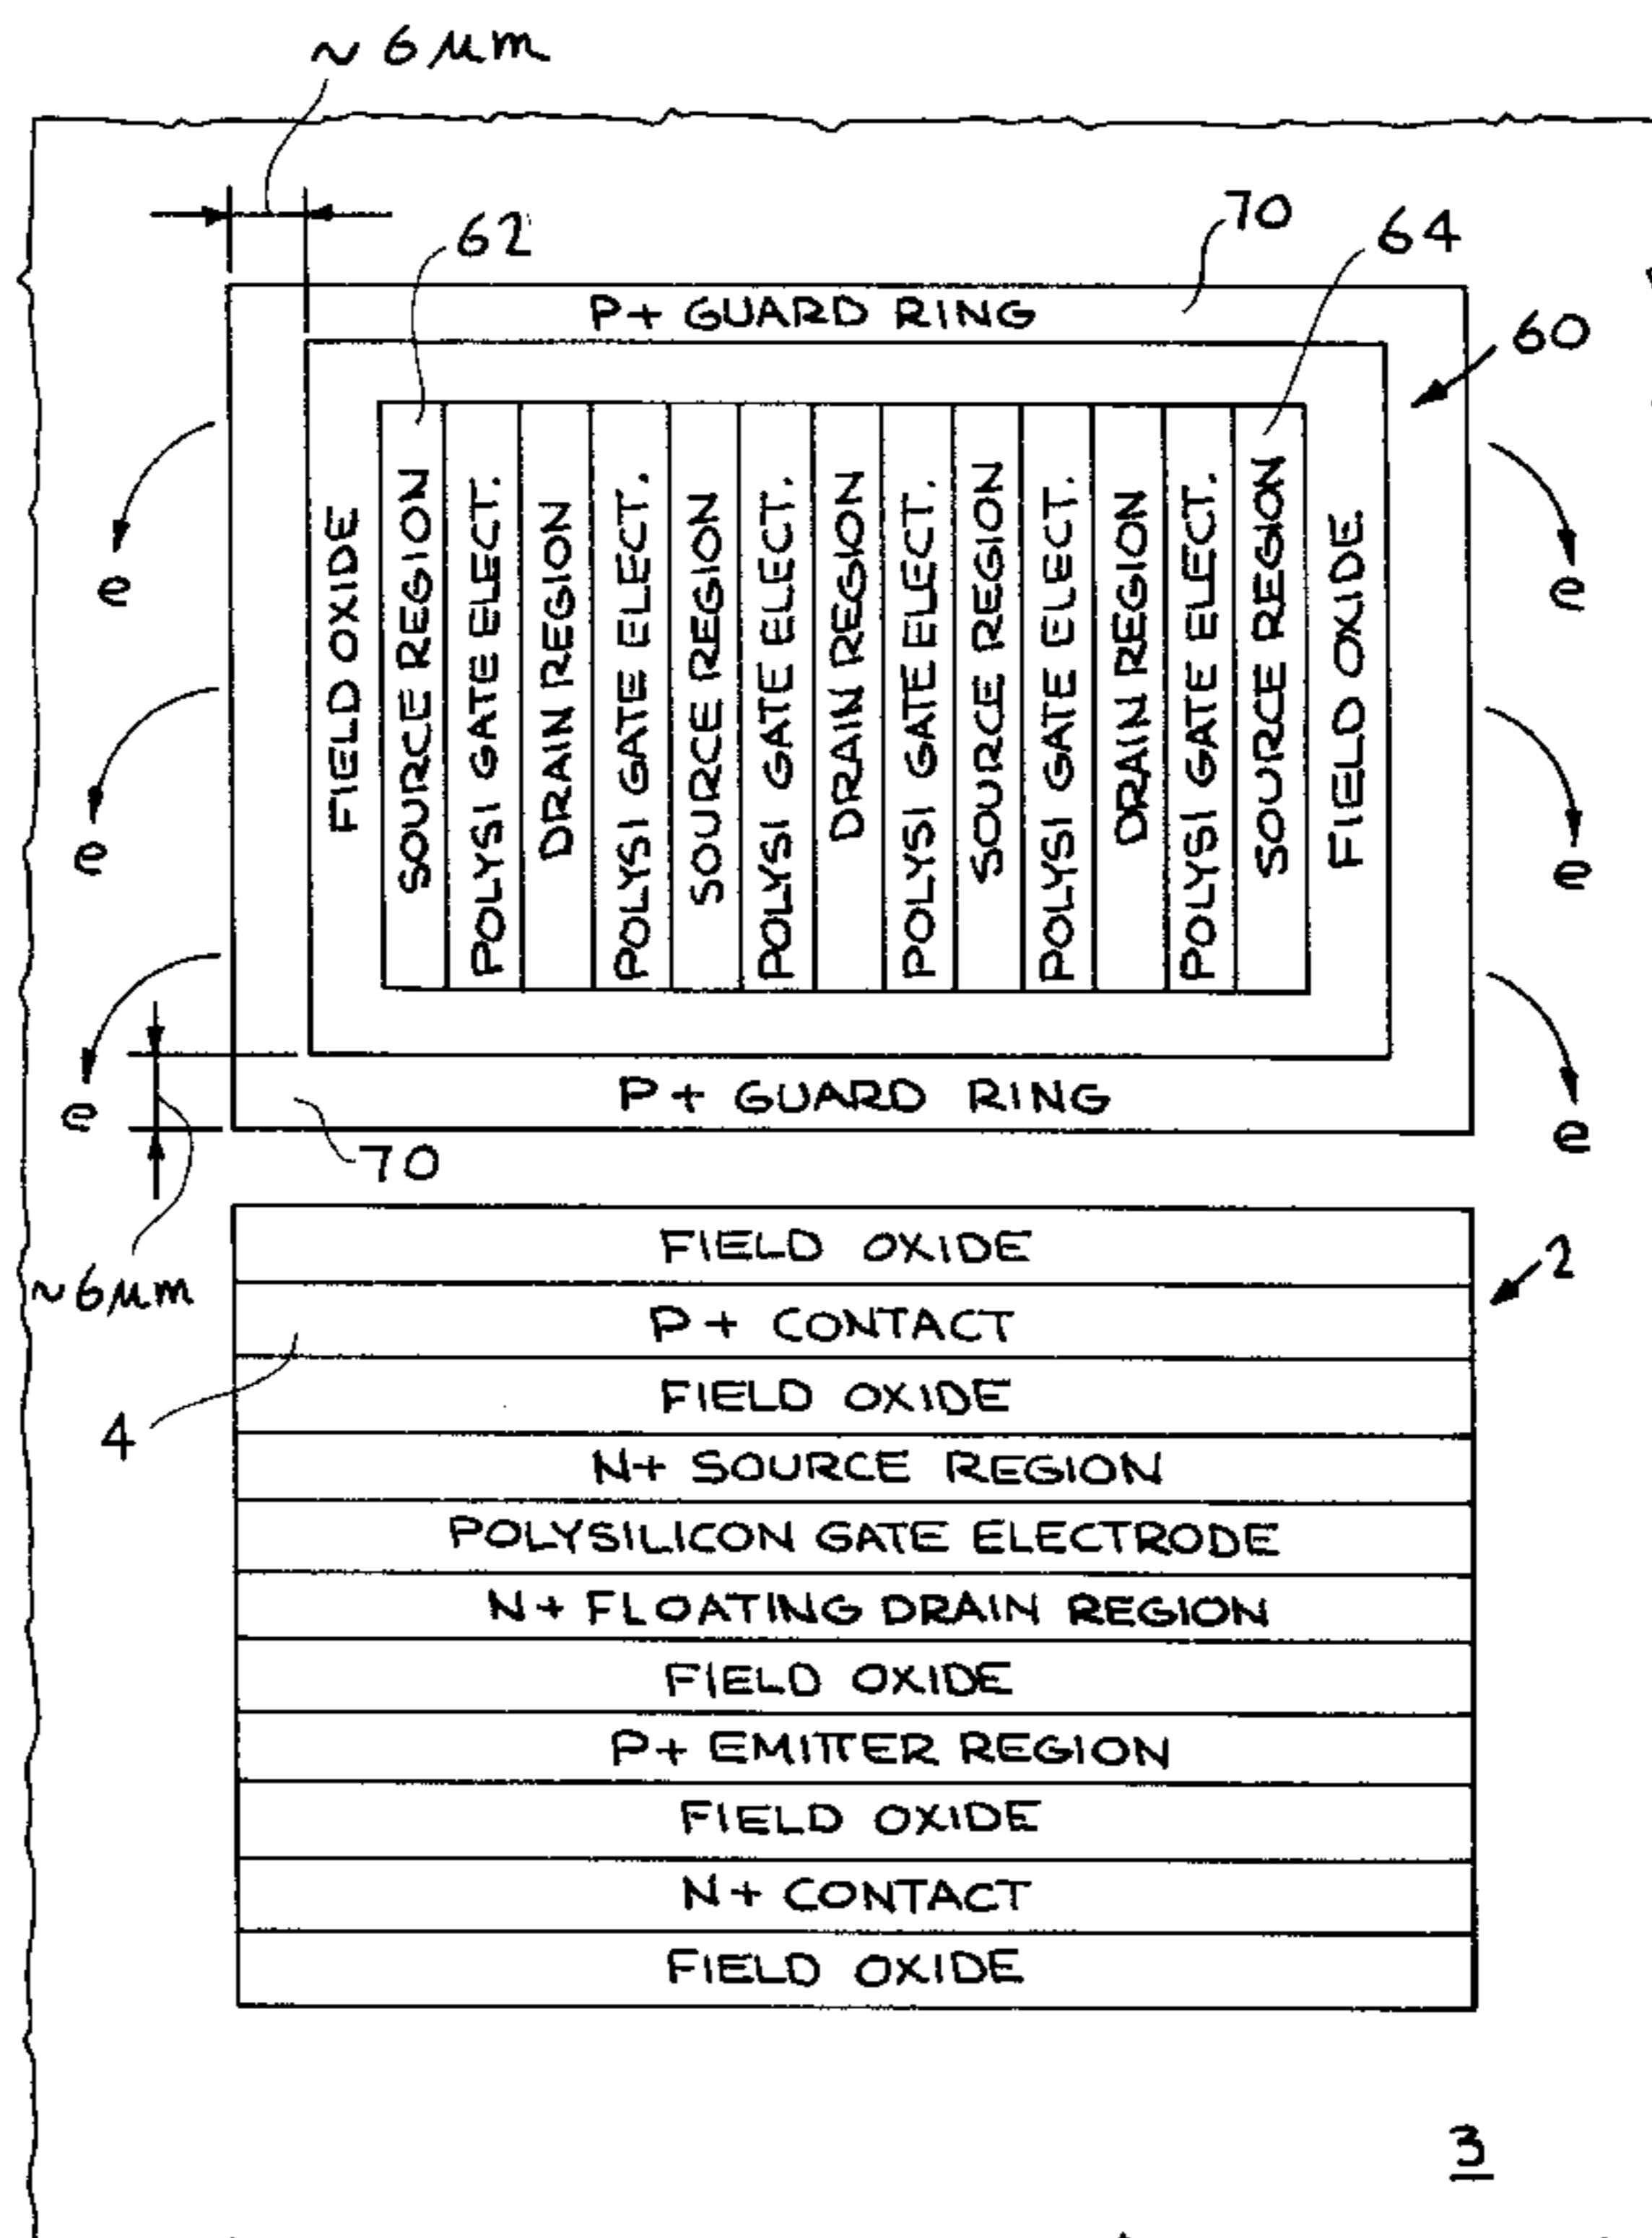 ~ 6 μm
62
70
64
P+ GUARD RING
60
FIELD OXIDE
SOURCE REGION
POLYSI GATE ELECT.
DRAIN REGION
POLYSI GATE ELECT.
SOURCE REGION
POLYSI GATE ELECT.
DRAIN REGION
POLYSI GATE ELECT.
SOURCE REGION
POLYSI GATE ELECT.
DRAIN REGION
POLYSI GATE ELECT.
SOURCE REGION
FIELD OXIDE
e
e
e
e
e
e
P+ GUARD RING
70
~6μm
FIELD OXIDE
2
P+ CONTACT
4
FIELD OXIDE
N+ SOURCE REGION
POLYSILICON GATE ELECTRODE
N+ FLOATING DRAIN REGION
FIELD OXIDE
P+ EMITTER REGION
FIELD OXIDE
N+ CONTACT
FIELD OXIDE
3